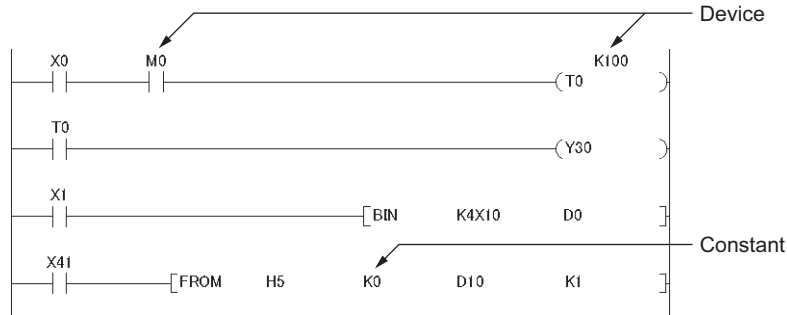 Device
X0 M0 K100
T0
T0
Y30
X1
BIN K4X10 D0
Constant
X41
FROM H5 K0 D10 K1